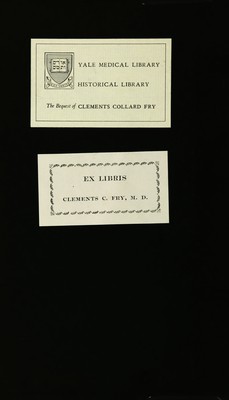 YALE MEDICAL LIBRARY
HISTORICAL LIBRARY
The Bequest of CLEMENTS COLLARD FRY
EX LIBRIS
CLEMENTS C. FRY, M. D.